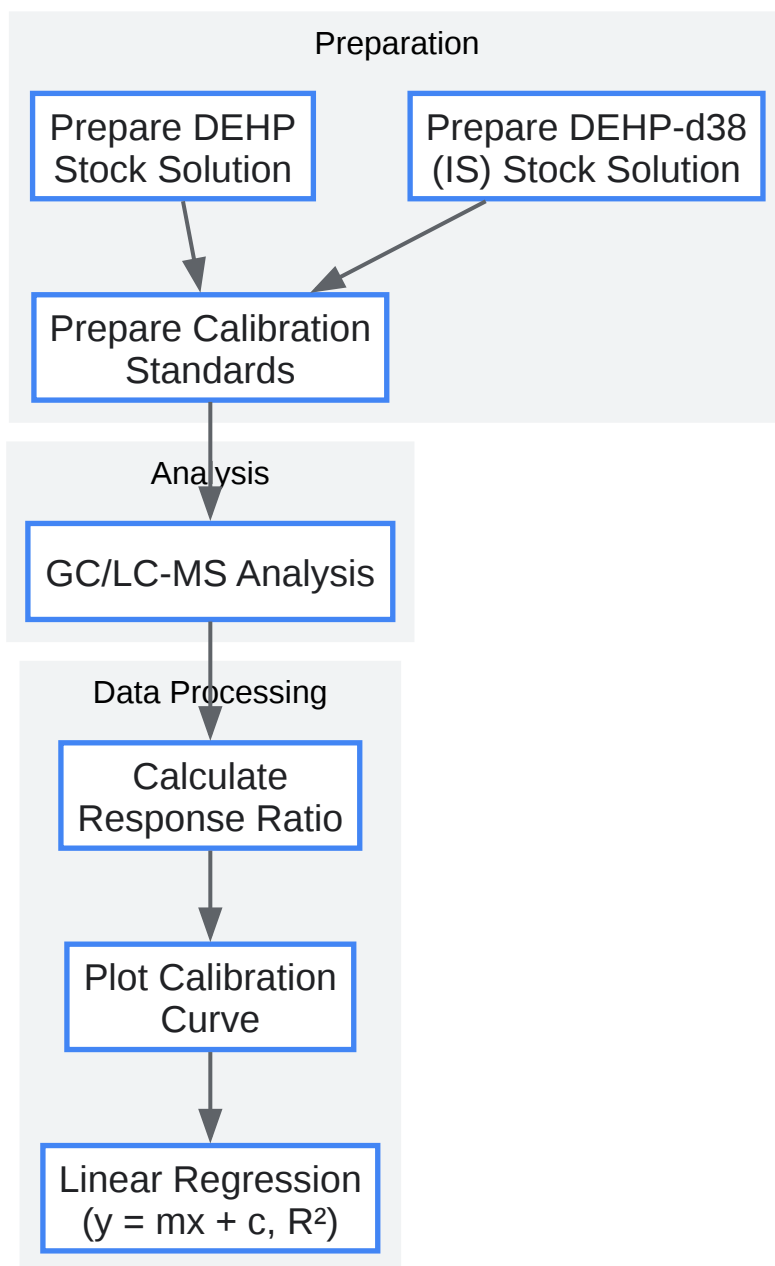 Preparation
Prepare DEHP
Stock Solution
Prepare DEHP-d38
(IS) Stock Solution
Prepare Calibration
Standards
Analysis
GC/LC-MS Analysis
Data Processing
Calculate
Response Ratio
Plot Calibration
Curve
Linear Regression
(y = mx + c, R²)